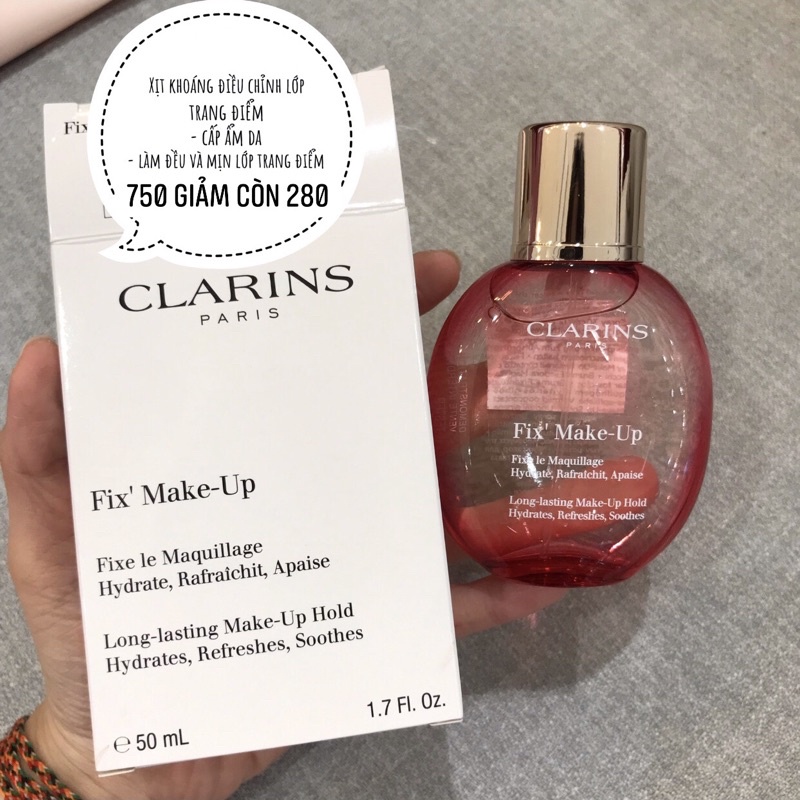 XỊT KHOÁNG ĐIỀU CHỈNH LỚP
TRANG ĐIỂM
- CẤP ẨM DA
- LÀM ĐỀU VÀ MỊN LỚP TRANG ĐIỂM
750 GIẢM CÒN 280
Fix
CLARINS
PARIS
Fix' Make-Up
Fixe le Maquillage
Hydrate, Rafraîchit, Apaise
Long-lasting Make-Up Hold
Hydrates, Refreshes, Soothes
℮ 50 mL
1.7 Fl. Oz.
CLARINS
PARIS
Fix' Make-Up
Fixe le Maquillage
Hydrate, Rafraîchit, Apaise
Long-lasting Make-Up Hold
Hydrates, Refreshes, Soothes